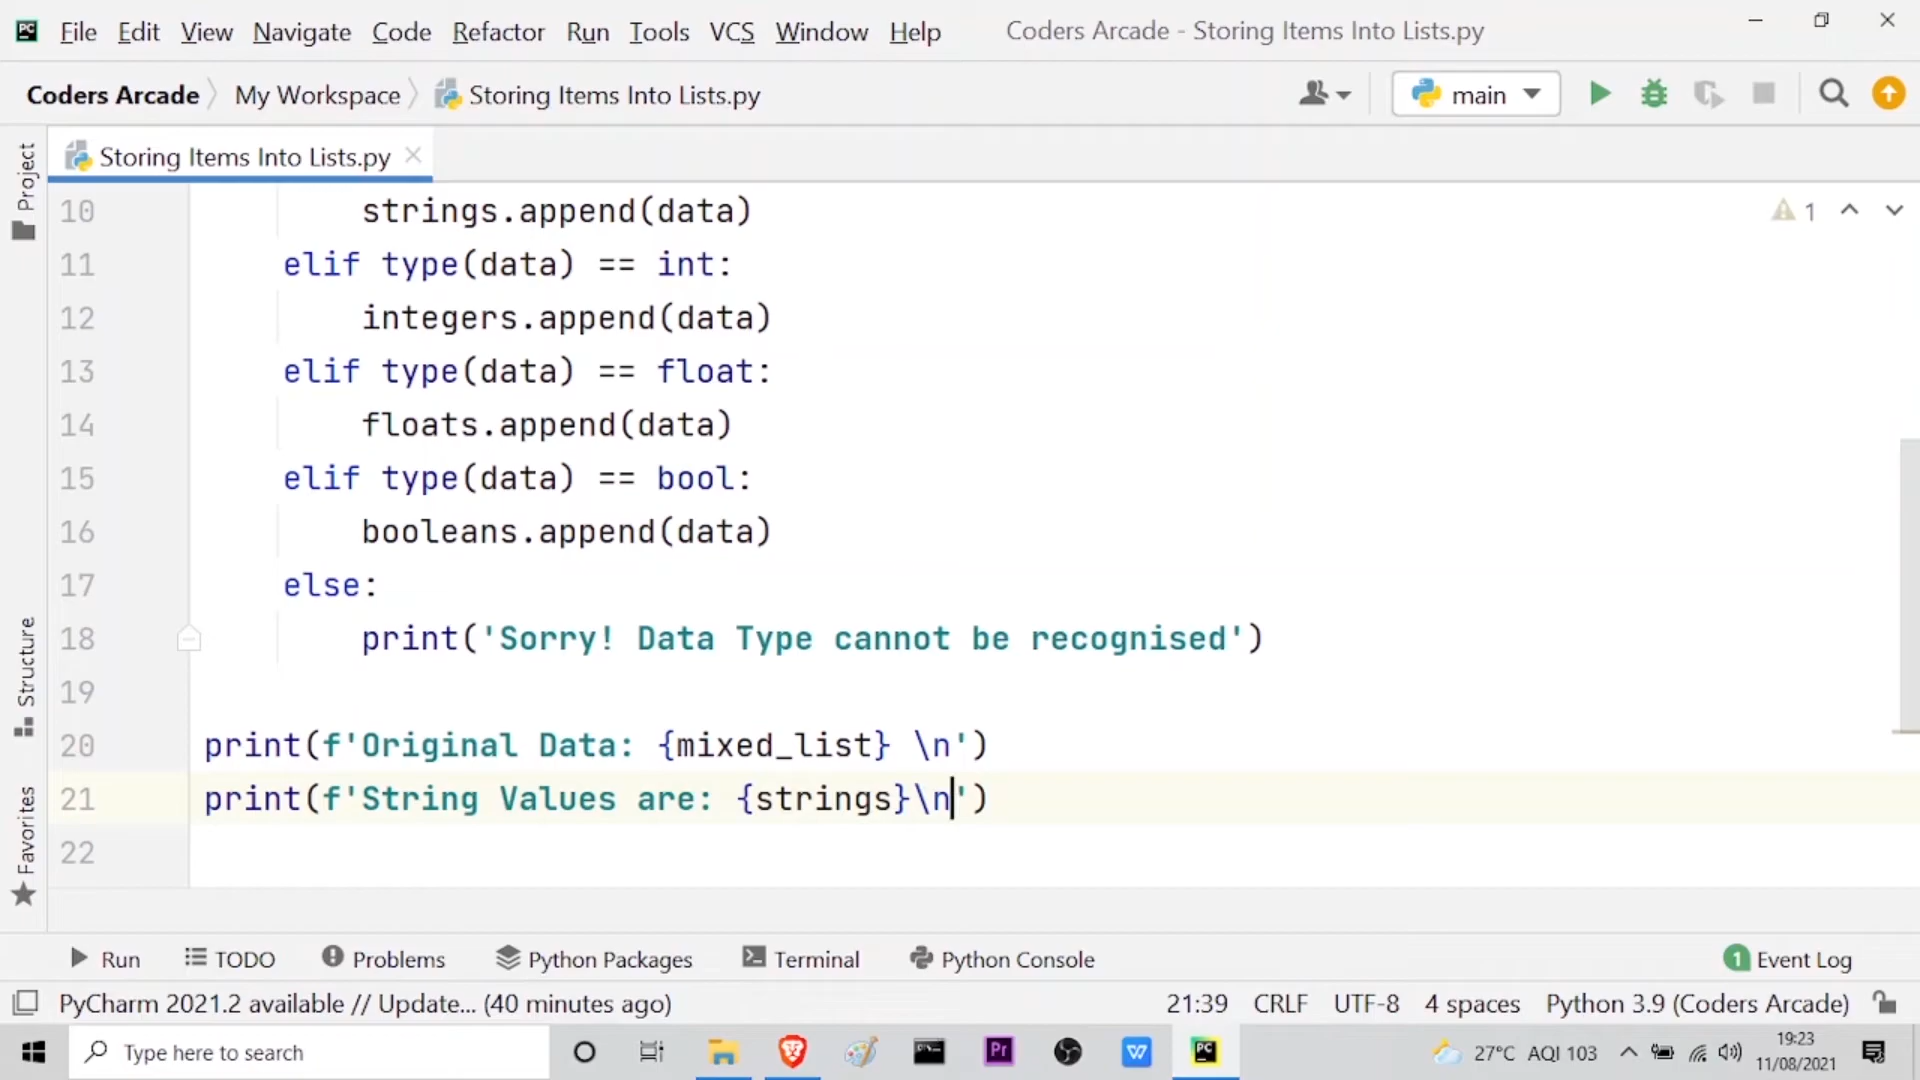 File Edit View Navigate Code Refactor Run Tools VCS Window Help Coders Arcade - Storing Items Into Lists.py
Coders Arcade My Workspace Storing Items Into Lists.py main
Storing Items Into Lists.py
Project
Structure
Favorites
10 strings.append(data) 1
11 elif type(data) == int:
12 integers.append(data)
13 elif type(data) == float:
14 floats.append(data)
15 elif type(data) == bool:
16 booleans.append(data)
17 else:
18 print('Sorry! Data Type cannot be recognised')
19
20 print(f'Original Data: {mixed_list} \n')
21 print(f'String Values are: {strings}\n')
22
Run TODO Problems Python Packages Terminal Python Console 1 Event Log
PyCharm 2021.2 available // Update... (40 minutes ago) 21:39 CRLF UTF-8 4 spaces Python 3.9 (Coders Arcade)
Type here to search Pr W PC 27°C AQI 103 19:23
11/08/2021